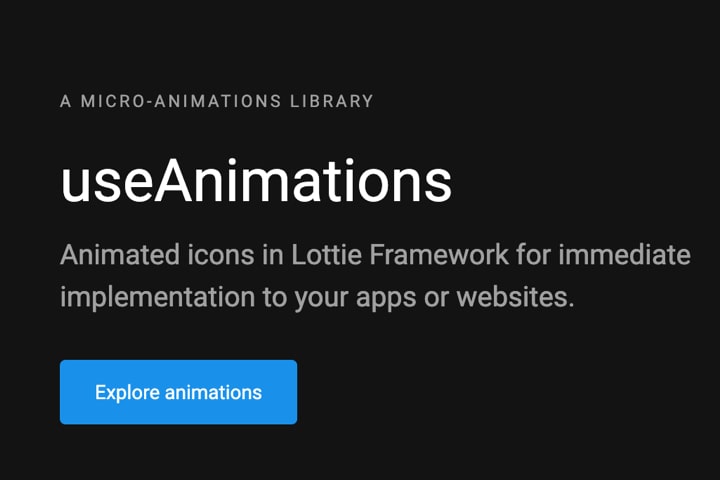 A MICRO-ANIMATIONS LIBRARY
useAnimations
Animated icons in Lottie Framework for immediate
implementation to your apps or websites.
Explore animations